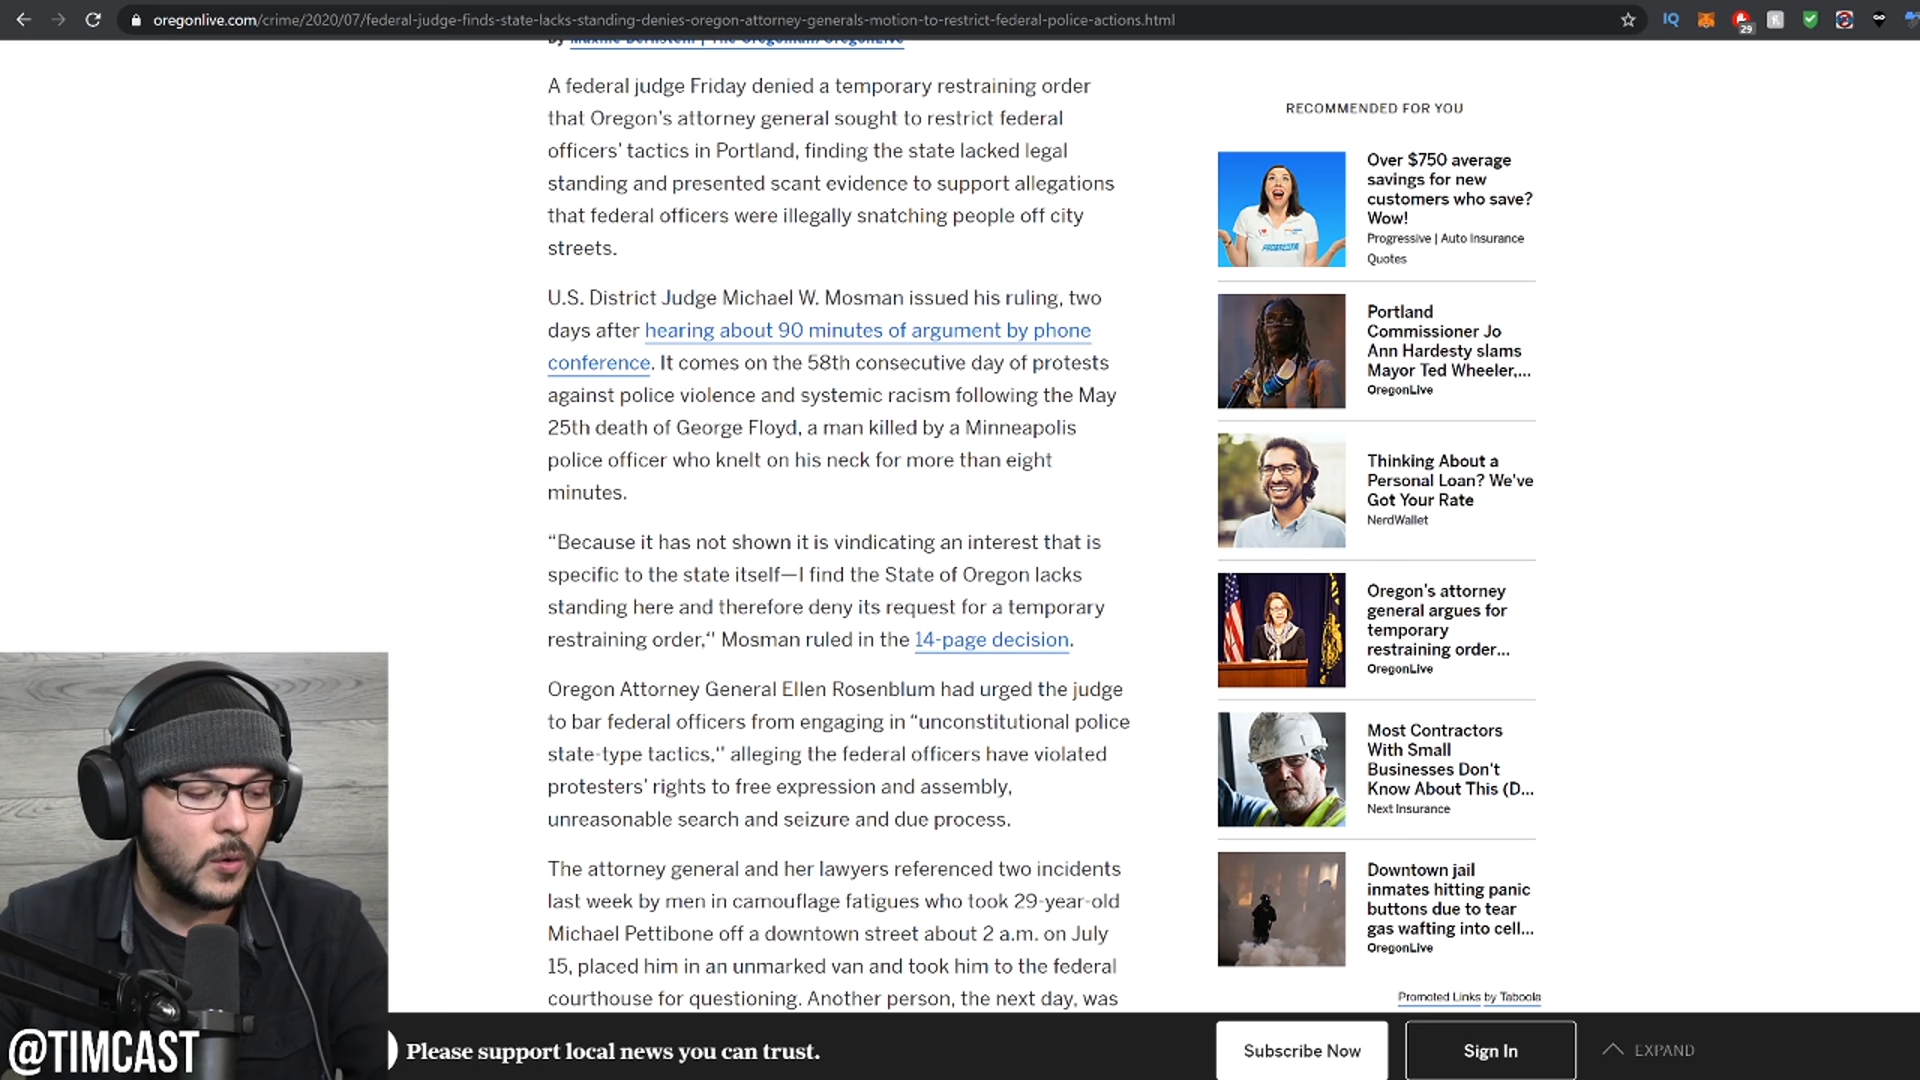 oregonlive.com/crime/2020/07/federal-judge-finds-state-lacks-standing-denies-oregon-attorney-generals-motion-to-restrict-federal-police-actions.html
IQ
29
By Maxine Bernstein | The Oregonian/OregonLive
A federal judge Friday denied a temporary restraining order
that Oregon's attorney general sought to restrict federal
officers' tactics in Portland, finding the state lacked legal
standing and presented scant evidence to support allegations
that federal officers were illegally snatching people off city
streets.
U.S. District Judge Michael W. Mosman issued his ruling, two
days after hearing about 90 minutes of argument by phone
conference. It comes on the 58th consecutive day of protests
against police violence and systemic racism following the May
25th death of George Floyd, a man killed by a Minneapolis
police officer who knelt on his neck for more than eight
minutes.
“Because it has not shown it is vindicating an interest that is
specific to the state itself—I find the State of Oregon lacks
standing here and therefore deny its request for a temporary
restraining order,‘' Mosman ruled in the 14-page decision.
Oregon Attorney General Ellen Rosenblum had urged the judge
to bar federal officers from engaging in “unconstitutional police
state-type tactics,‘' alleging the federal officers have violated
protesters' rights to free expression and assembly,
unreasonable search and seizure and due process.
The attorney general and her lawyers referenced two incidents
last week by men in camouflage fatigues who took 29-year-old
Michael Pettibone off a downtown street about 2 a.m. on July
15, placed him in an unmarked van and took him to the federal
courthouse for questioning. Another person, the next day, was
RECOMMENDED FOR YOU
PROGRESSIVE
Over $750 average
savings for new
customers who save?
Wow!
Progressive | Auto Insurance
Quotes
Portland
Commissioner Jo
Ann Hardesty slams
Mayor Ted Wheeler,...
OregonLive
Thinking About a
Personal Loan? We've
Got Your Rate
NerdWallet
Oregon's attorney
general argues for
temporary
restraining order...
OregonLive
Most Contractors
With Small
Businesses Don't
Know About This (D...
Next Insurance
Downtown jail
inmates hitting panic
buttons due to tear
gas wafting into cell...
OregonLive
Promoted Links by Taboola
@TIMCAST
Please support local news you can trust.
Subscribe Now
Sign In
EXPAND